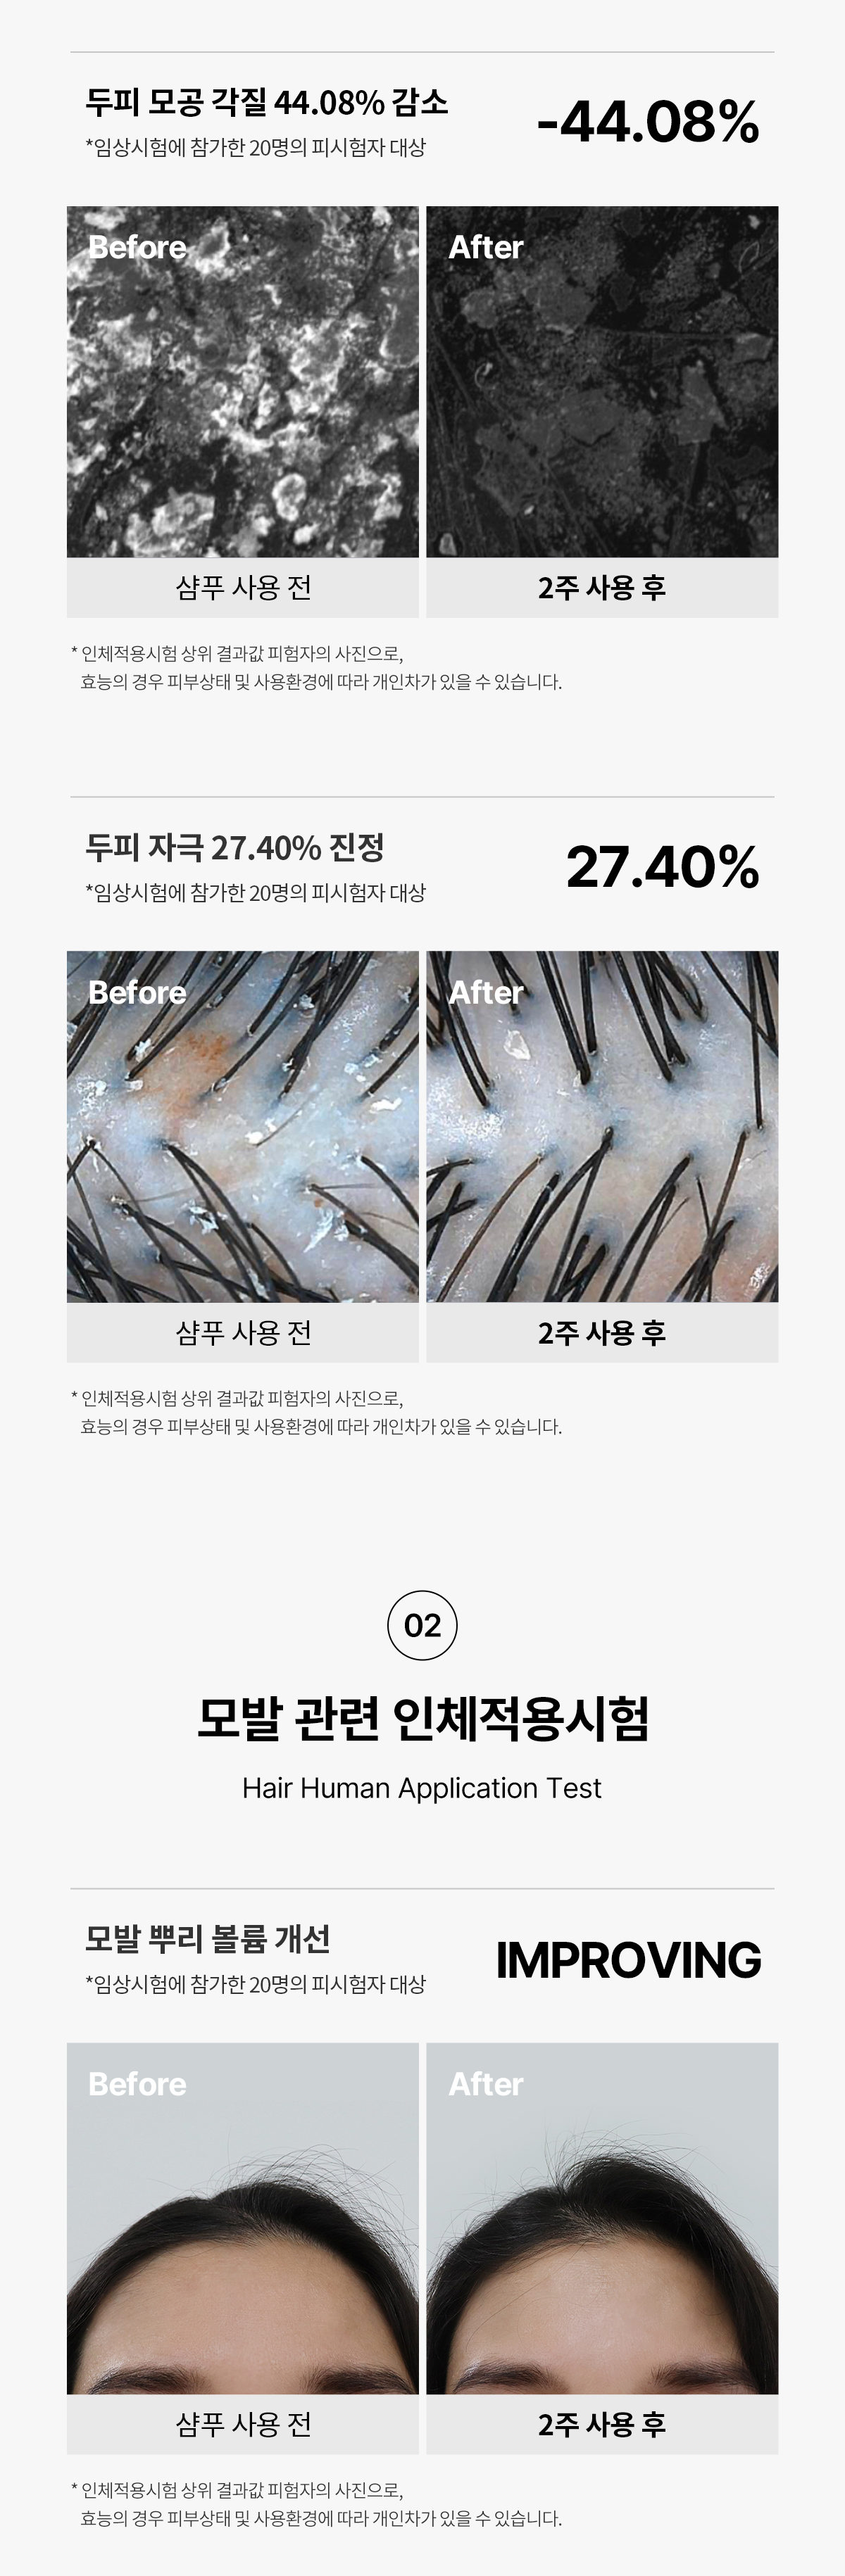 두피 모공 각질 44.08% 감소
*임상시험에 참가한 20명의 피시험자 대상
-44.08%
Before
After
샴푸 사용 전
2주 사용 후
* 인체적용시험 상위 결과값 피험자의 사진으로,
효능의 경우 피부상태 및 사용환경에 따라 개인차가 있을 수 있습니다.
두피 자극 27.40% 진정
*임상시험에 참가한 20명의 피시험자 대상
27.40%
Before
After
샴푸 사용 전
2주 사용 후
* 인체적용시험 상위 결과값 피험자의 사진으로,
효능의 경우 피부상태 및 사용환경에 따라 개인차가 있을 수 있습니다.
02
모발 관련 인체적용시험
Hair Human Application Test
모발 뿌리 볼륨 개선
*임상시험에 참가한 20명의 피시험자 대상
IMPROVING
Before
After
샴푸 사용 전
2주 사용 후
* 인체적용시험 상위 결과값 피험자의 사진으로,
효능의 경우 피부상태 및 사용환경에 따라 개인차가 있을 수 있습니다.